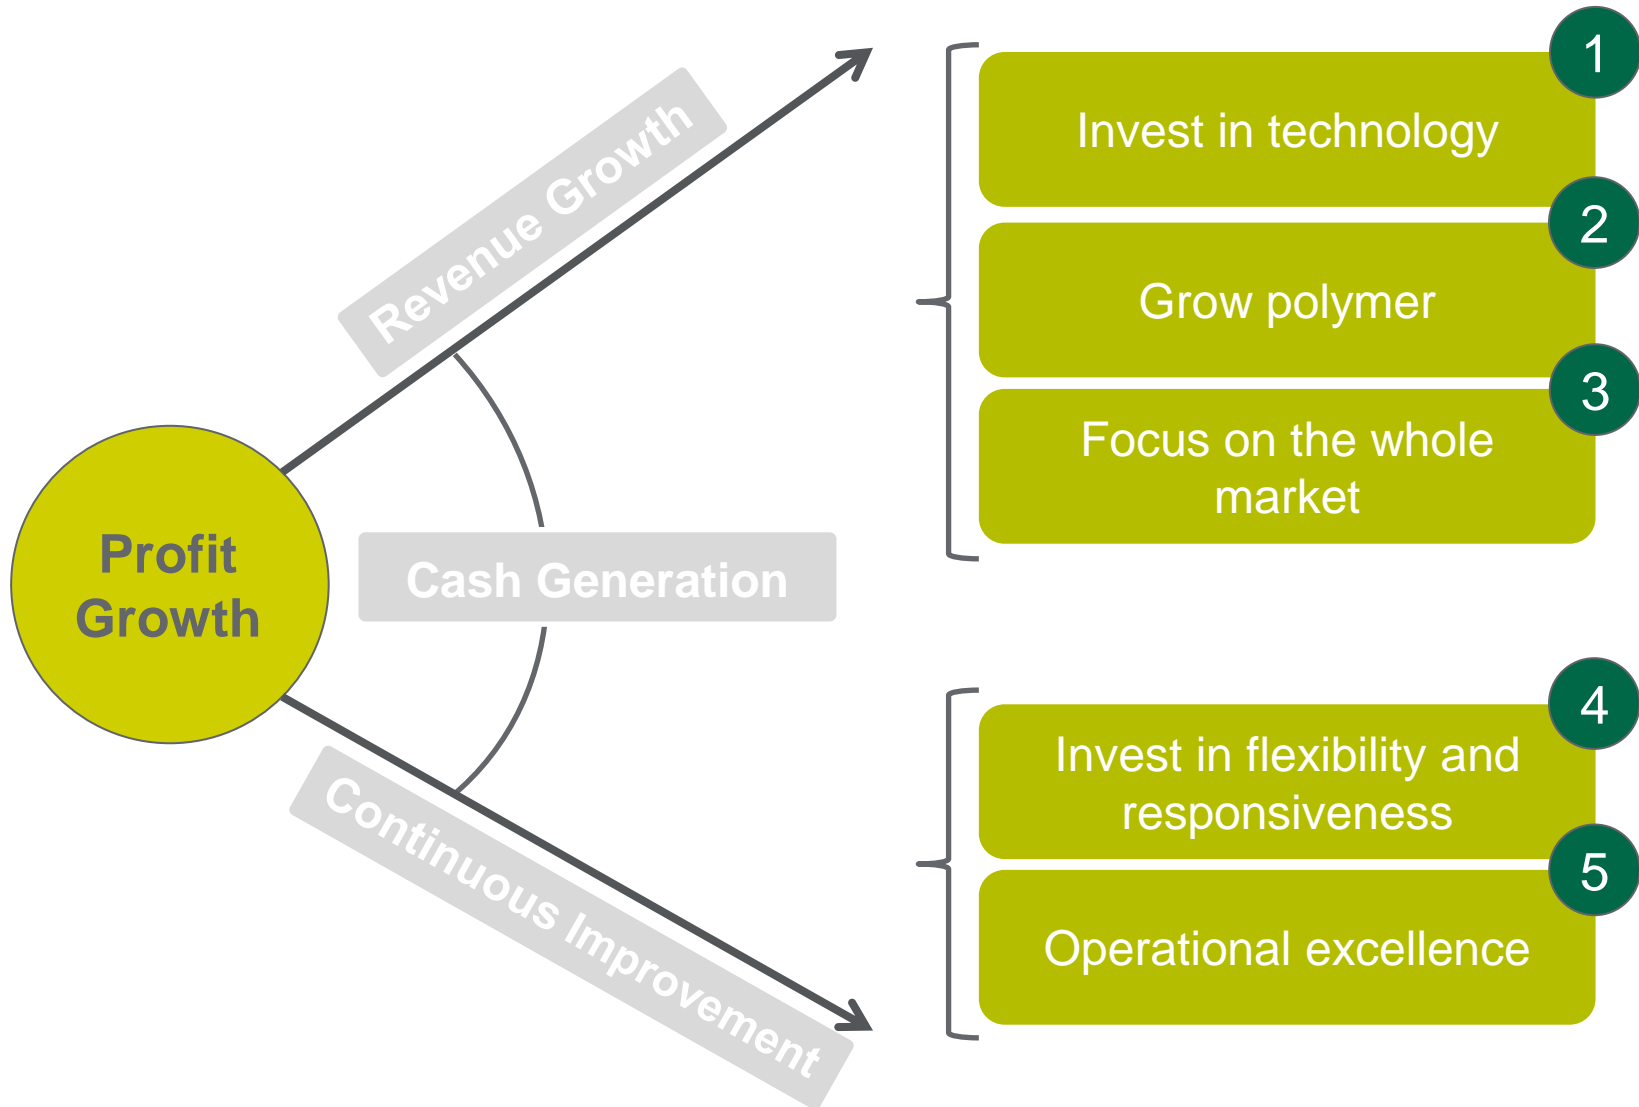 Profit
Growth
Revenue Growth
Cash Generation
Continuous Improvement
1
Invest in technology
2
Grow polymer
3
Focus on the whole
market
4
Invest in flexibility and
responsiveness
5
Operational excellence